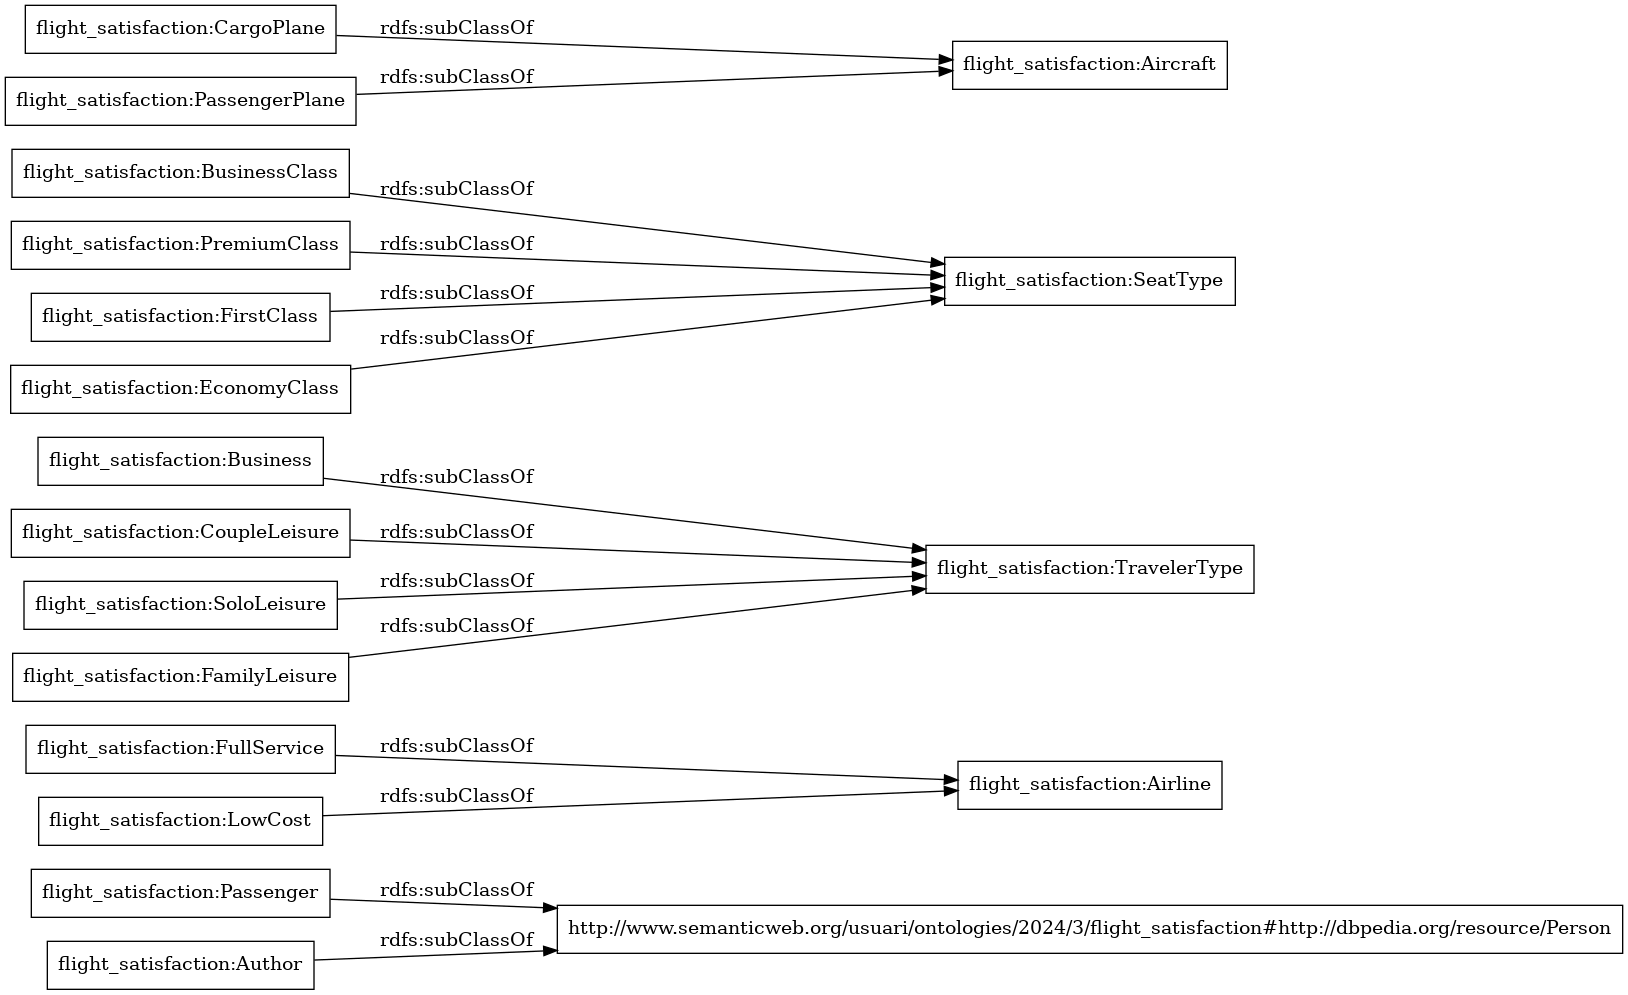 flight_satisfaction:CargoPlane
rdfs:subClassOf
flight_satisfaction:Aircraft
rdfs:subClassOf
flight_satisfaction:PassengerPlane
flight_satisfaction:BusinessClass
rdfs:subClassOf
flight_satisfaction:PremiumClass
rdfs:subClassOf
flight_satisfaction:SeatType
rdfs:subClassOf
flight_satisfaction:FirstClass
rdfs:subClassOf
flight_satisfaction:EconomyClass
flight_satisfaction:Business
rdfs:subClassOf
flight_satisfaction:CoupleLeisure
rdfs:subClassOf
flight_satisfaction:TravelerType
rdfs:subClassOf
flight_satisfaction:SoloLeisure
rdfs:subClassOf
flight_satisfaction:FamilyLeisure
flight_satisfaction:FullService
rdfs:subClassOf
flight_satisfaction:Airline
rdfs:subClassOf
flight_satisfaction:LowCost
flight_satisfaction:Passenger
rdfs:subClassOf
http://www.semanticweb.org/usuari/ontologies/2024/3/flight_satisfaction#http://dbpedia.org/resource/Person
rdfs:subClassOf
flight_satisfaction:Author